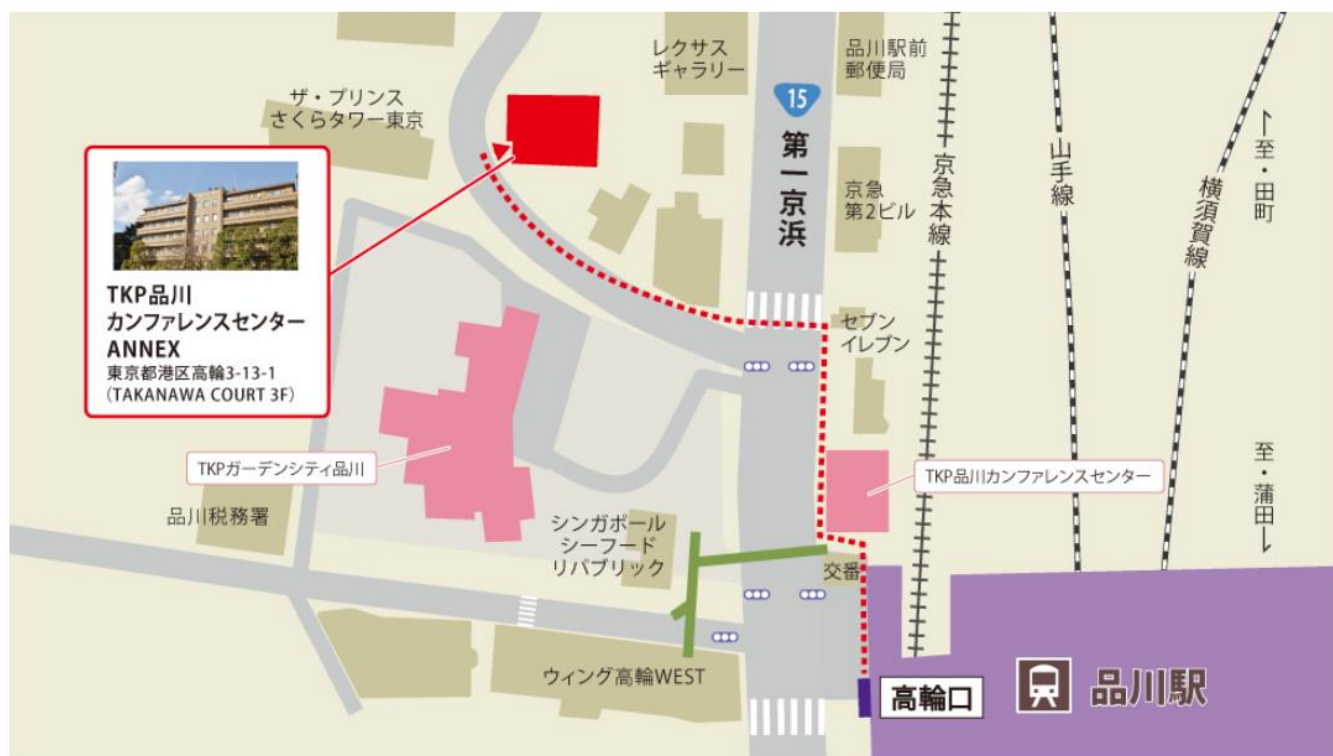 レクサス
ギャラリー
品川駅前
郵便局
15
第一京浜
ザ・プリンス
さくらタワー東京
京急
第2ビル
京急本線
山手線
横須賀線
↑至・田町
TKP品川
カンファレンスセンター
ANNEX
東京都港区高輪3-13-1
(TAKANAWA COURT 3F)
セブン
イレブン
TKPガーデンシティ品川
TKP品川カンファレンスセンター
至・蒲田↓
品川税務署
シンガポール
シーフード
リパブリック
交番
ウィング高輪WEST
高輪口
品川駅